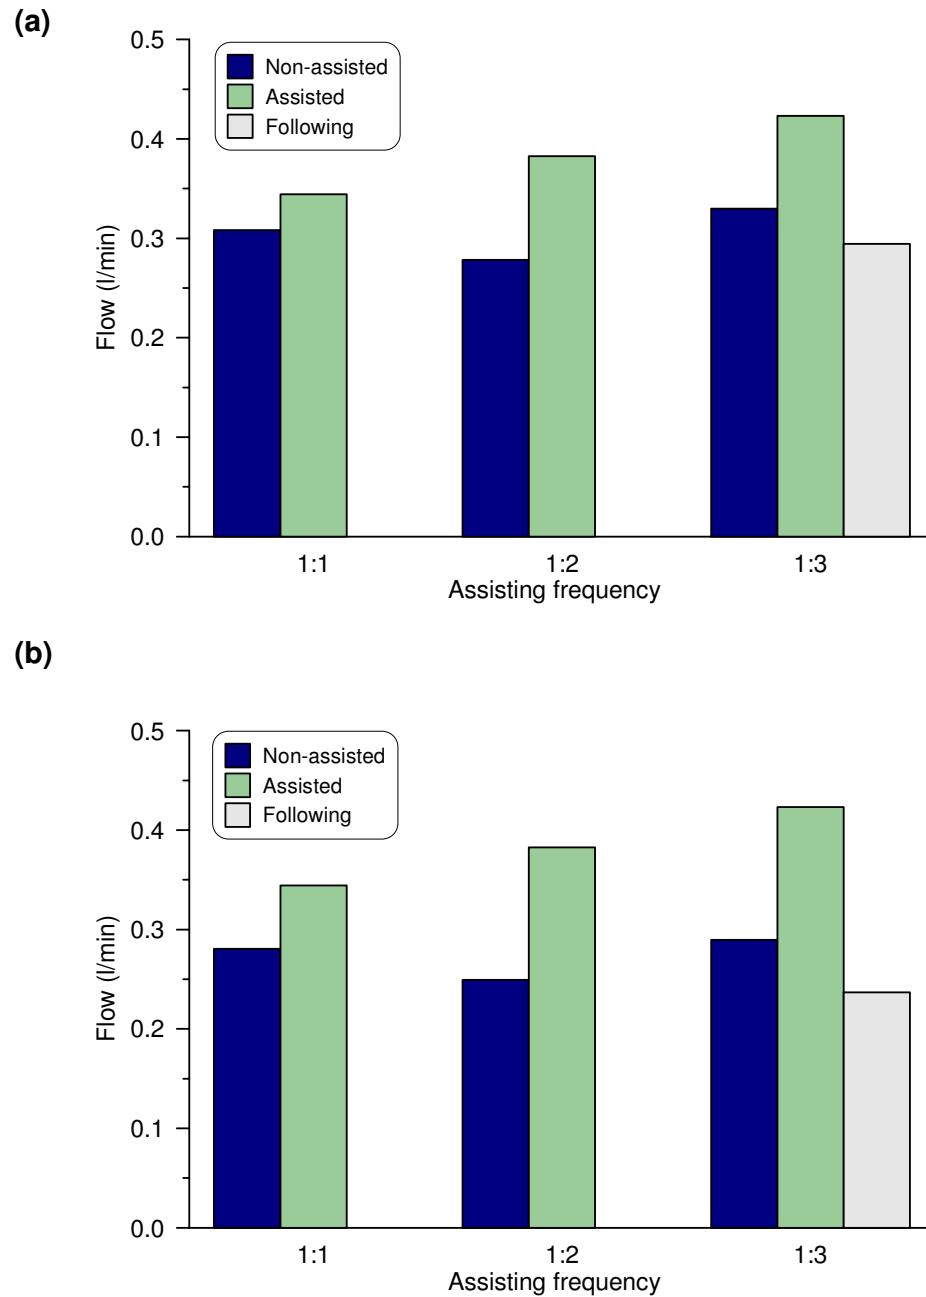 (a)
0.5
0.4
0.3
0.2
0.1
0.0
Flow (l/min)
Non-assisted
Assisted
Following
1:1 1:2 1:3
Assisting frequency
(b)
0.5
0.4
0.3
0.2
0.1
0.0
Flow (l/min)
Non-assisted
Assisted
Following
1:1 1:2 1:3
Assisting frequency